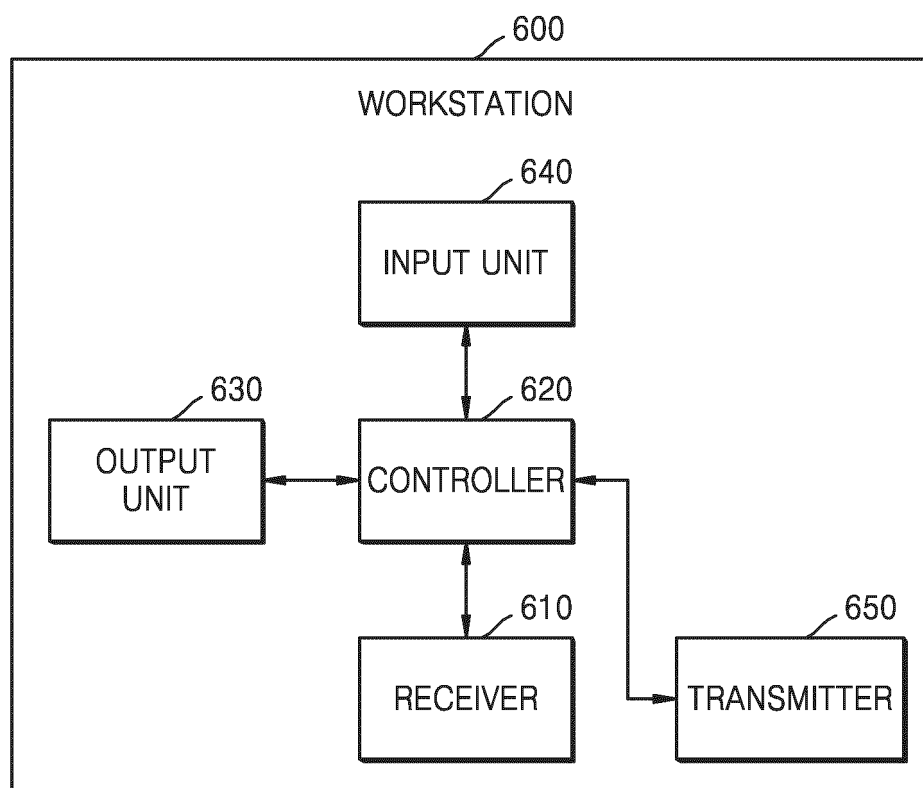 600
WORKSTATION
640
INPUT UNIT
630
OUTPUT
UNIT
620
CONTROLLER
610
RECEIVER
650
TRANSMITTER